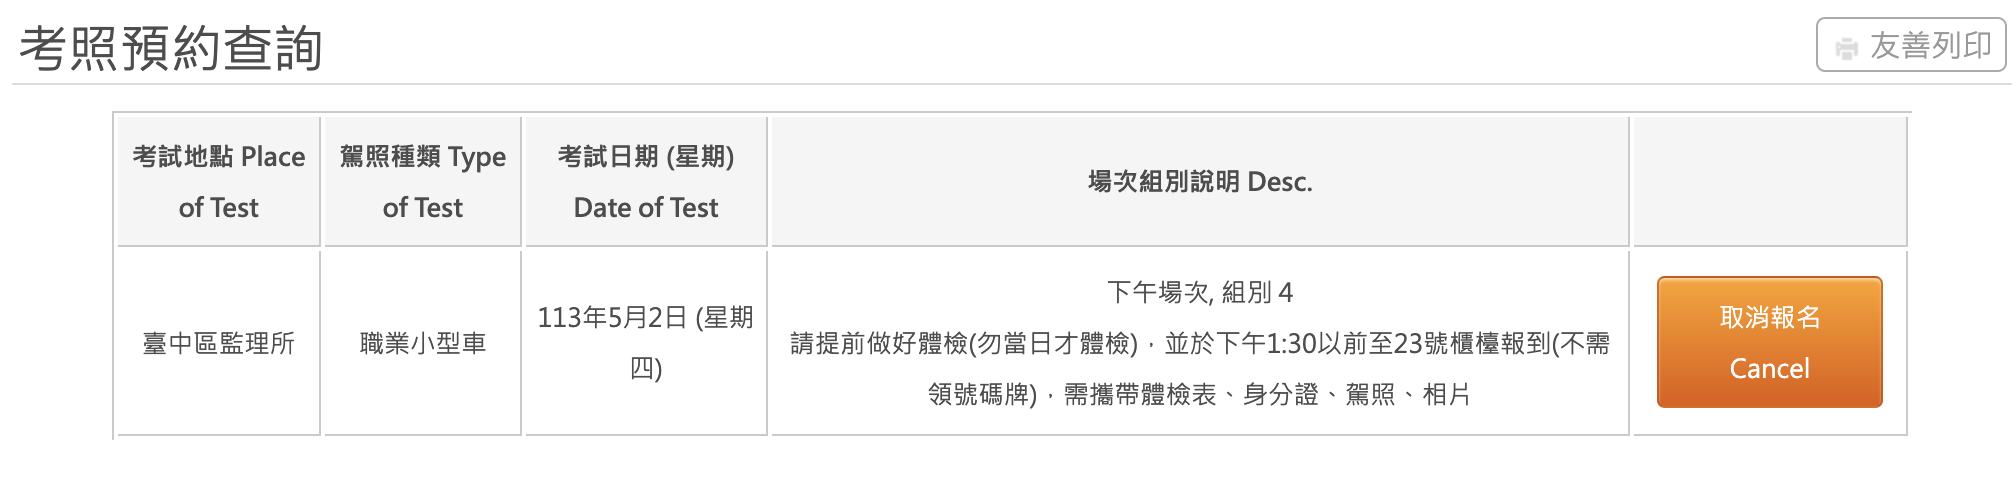 考照預約查詢
友善列印
考試地點 Place
of Test
駕照種類 Type
of Test
考試日期 (星期)
Date of Test
場次組別說明 Desc.
臺中區監理所
職業小型車
113年5月2日 (星期
四)
下午場次, 組別 4
請提前做好體檢(勿當日才體檢)，並於下午1:30以前至23號櫃檯報到(不需
領號碼牌)，需攜帶體檢表、身分證、駕照、相片
取消報名
Cancel